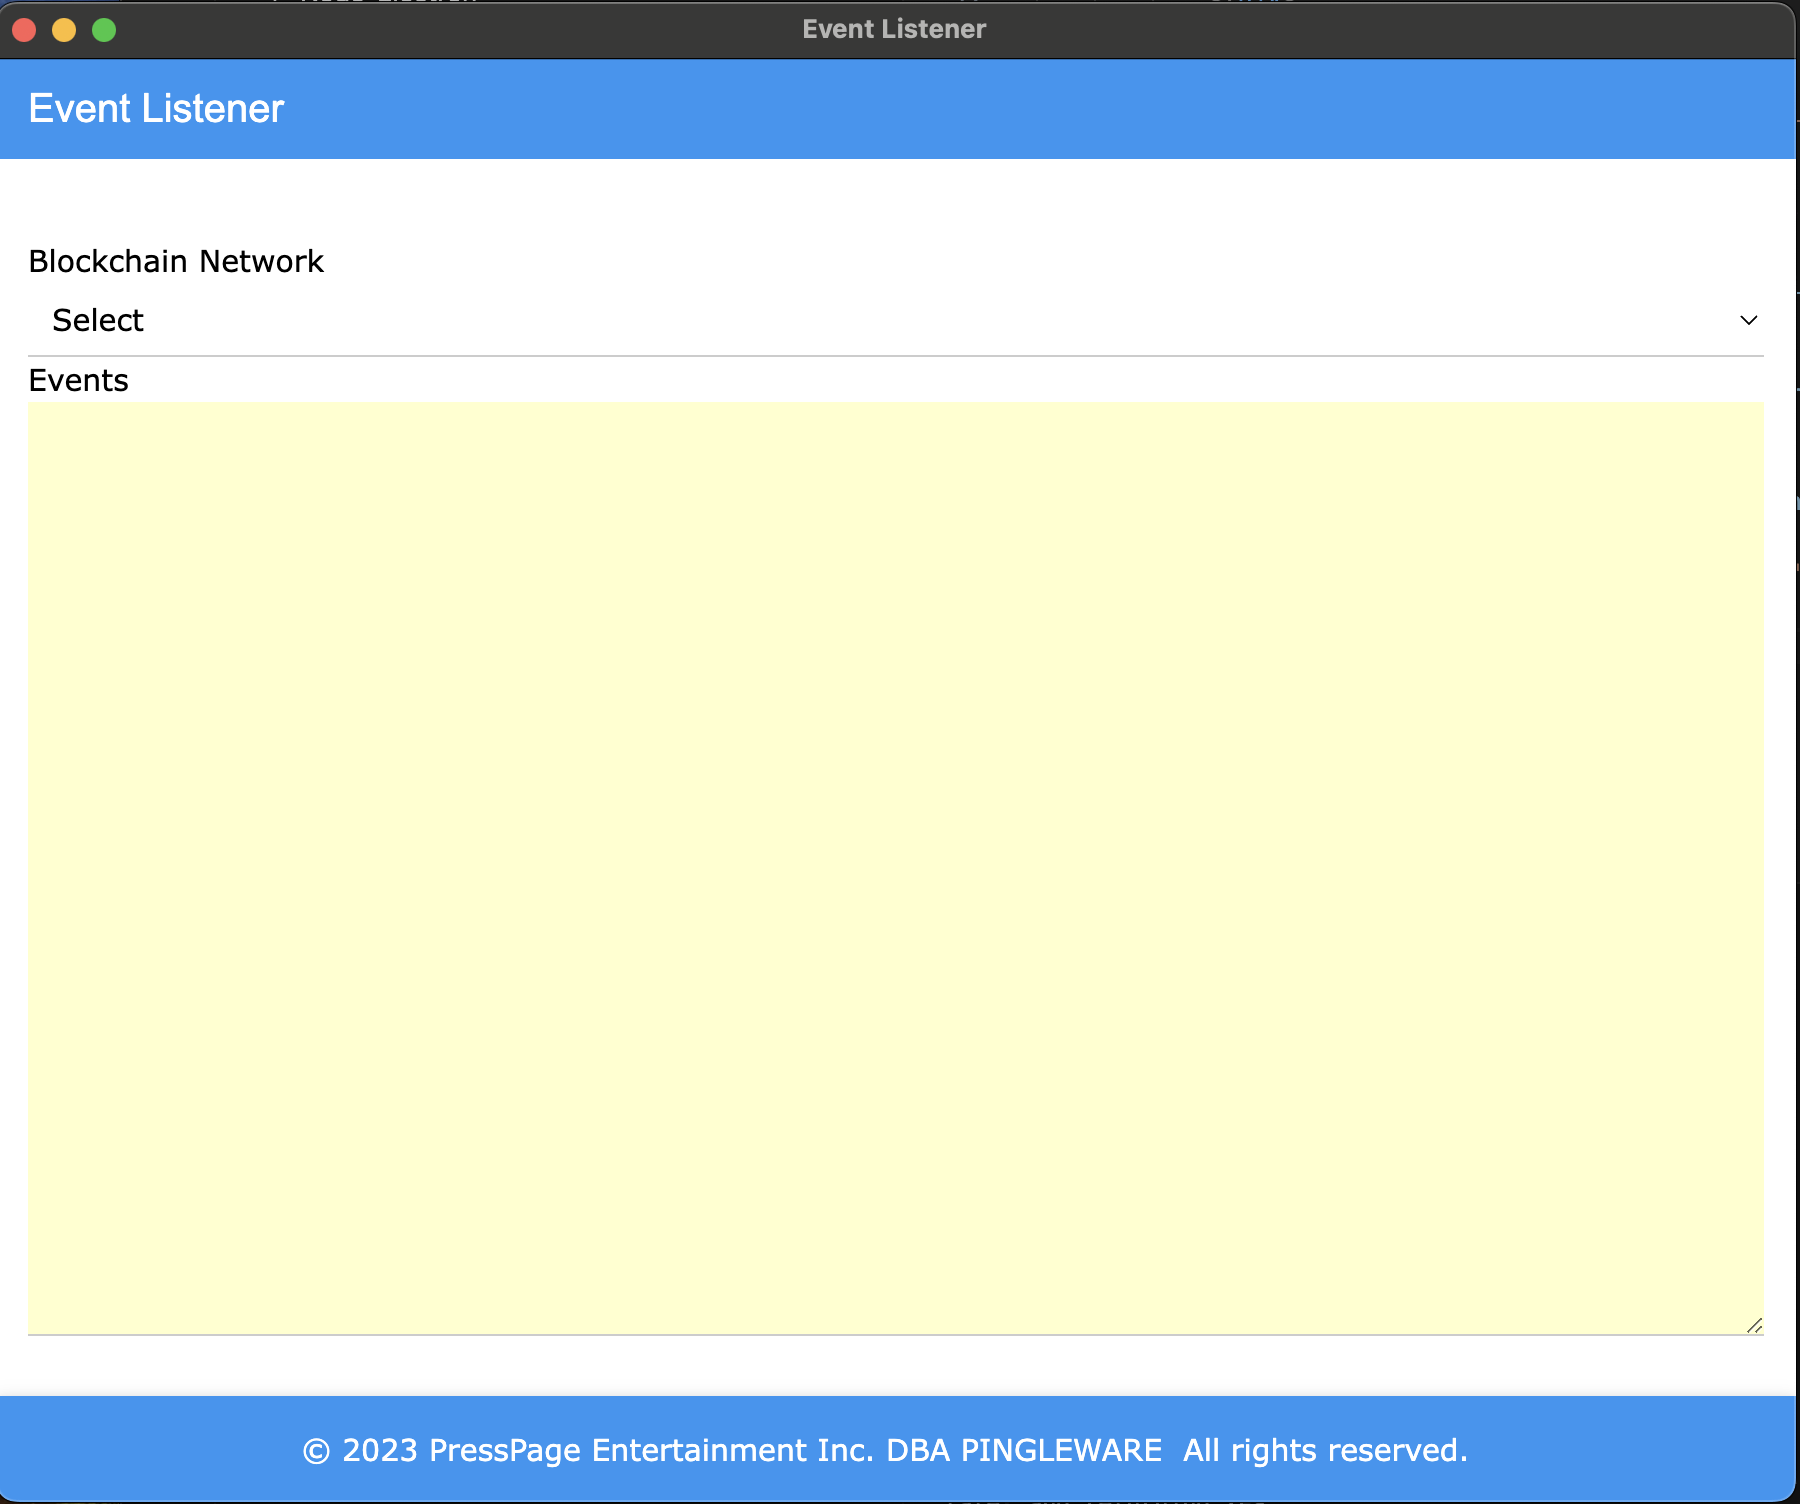 Event Listener
Event Listener
Blockchain Network
Select
Events
© 2023 PressPage Entertainment Inc. DBA PINGLEWARE  All rights reserved.